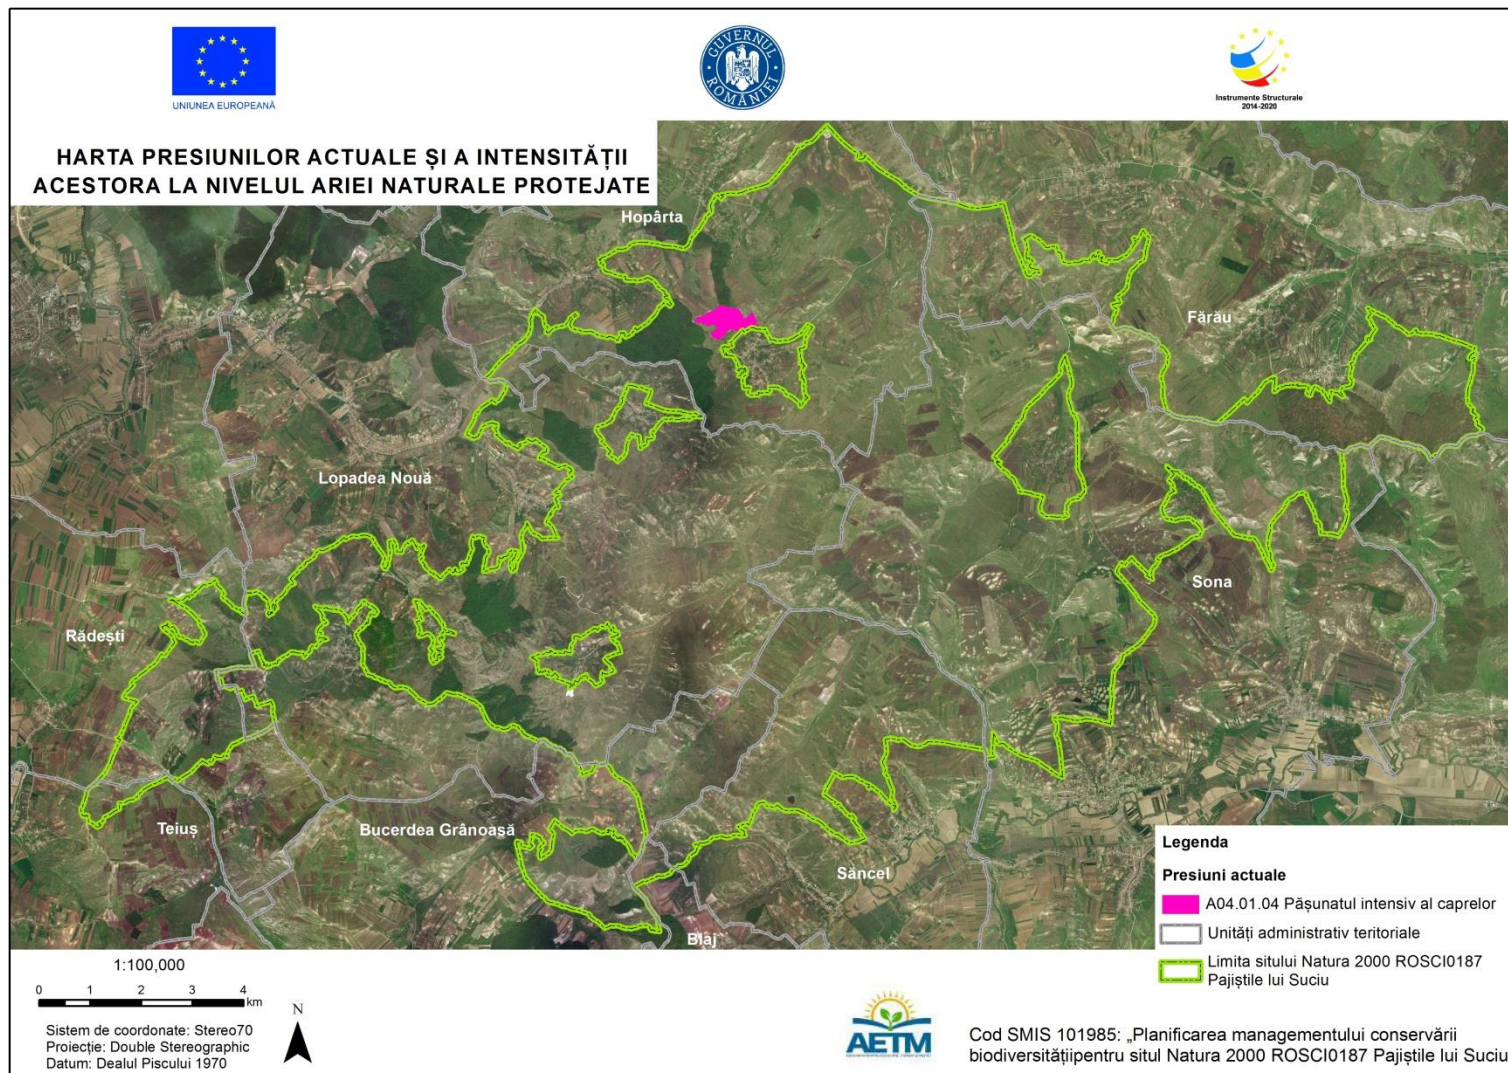 UNIUNEA EUROPEANĂ
GUVERNUL ROMÂNIEI
Instrumente Structurale
2014-2020
HARTA PRESIUNILOR ACTUALE ȘI A INTENSITĂȚII
ACESTORA LA NIVELUL ARIEI NATURALE PROTEJATE
Hopârta
Fărău
Lopadea Nouă
Sona
Rădești
Teiuș
Bucerdea Grânoașă
Sâncel
Blaj
Legenda
Presiuni actuale
A04.01.04 Pășunatul intensiv al caprelor
Unități administrativ teritoriale
Limita sitului Natura 2000 ROSCI0187
Pajiștile lui Suciu
1:100,000
0 1 2 3 4
km
N
Sistem de coordonate: Stereo70
Proiecție: Double Stereographic
Datum: Dealul Piscului 1970
AETM
Cod SMIS 101985: „Planificarea managementului conservării
biodiversitățiipentru situl Natura 2000 ROSCI0187 Pajiștile lui Suciu